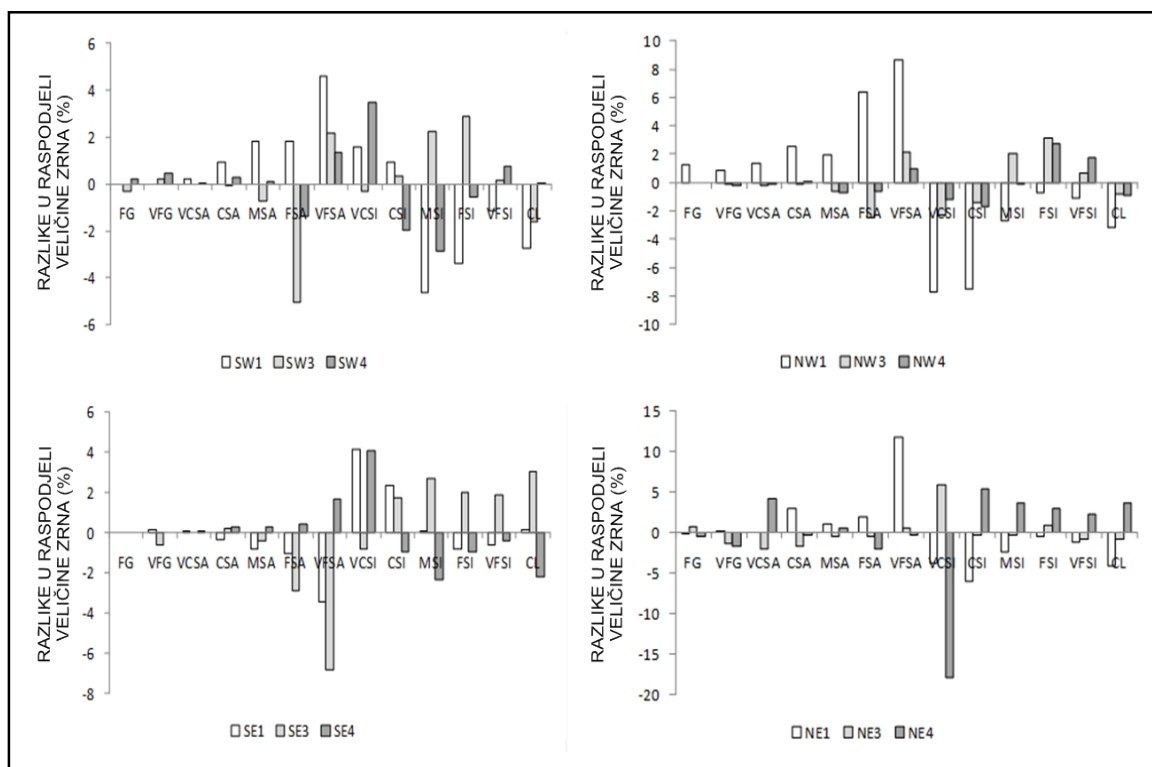 RAZLIKE U RASPODJELI
VELIČINE ZRNA (%)
6
4
2
0
-2
-4
-6
FG VFG VCSA CSA MSA FSA VFSA VCSI CSI MSI FSI VFSI CL
SW1 SW3 SW4
RAZLIKE U RASPODJELI
VELIČINE ZRNA (%)
10
8
6
4
2
0
-2
-4
-6
-8
-10
FG VFG VCSA CSA MSA FSA VFSA VCSI CSI MSI FSI VFSI CL
NW1 NW3 NW4
RAZLIKE U RASPODJELI
VELIČINE ZRNA (%)
6
4
2
0
-2
-4
-6
-8
FG VFG VCSA CSA MSA FSA VFSA VCSI CSI MSI FSI VFSI CL
SE1 SE3 SE4
RAZLIKE U RASPODJELI
VELIČINE ZRNA (%)
15
10
5
0
-5
-10
-15
-20
FG VFG VCSA CSA MSA FSA VFSA VCSI CSI MSI FSI VFSI CL
NE1 NE3 NE4